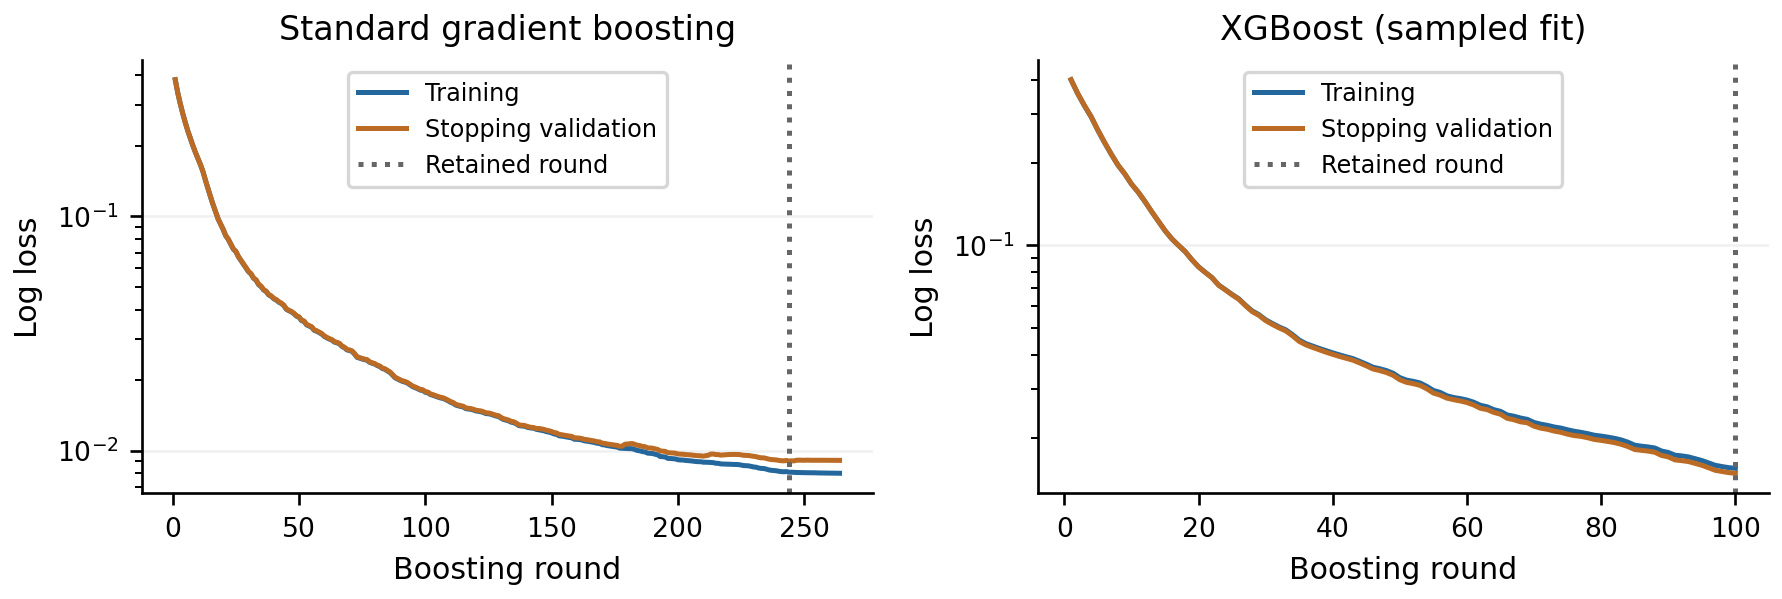 Standard gradient boosting
Training
Stopping validation
Retained round
Log loss
10⁻¹
10⁻²
0 50 100 150 200 250
Boosting round
XGBoost (sampled fit)
Training
Stopping validation
Retained round
Log loss
10⁻¹
0 20 40 60 80 100
Boosting round